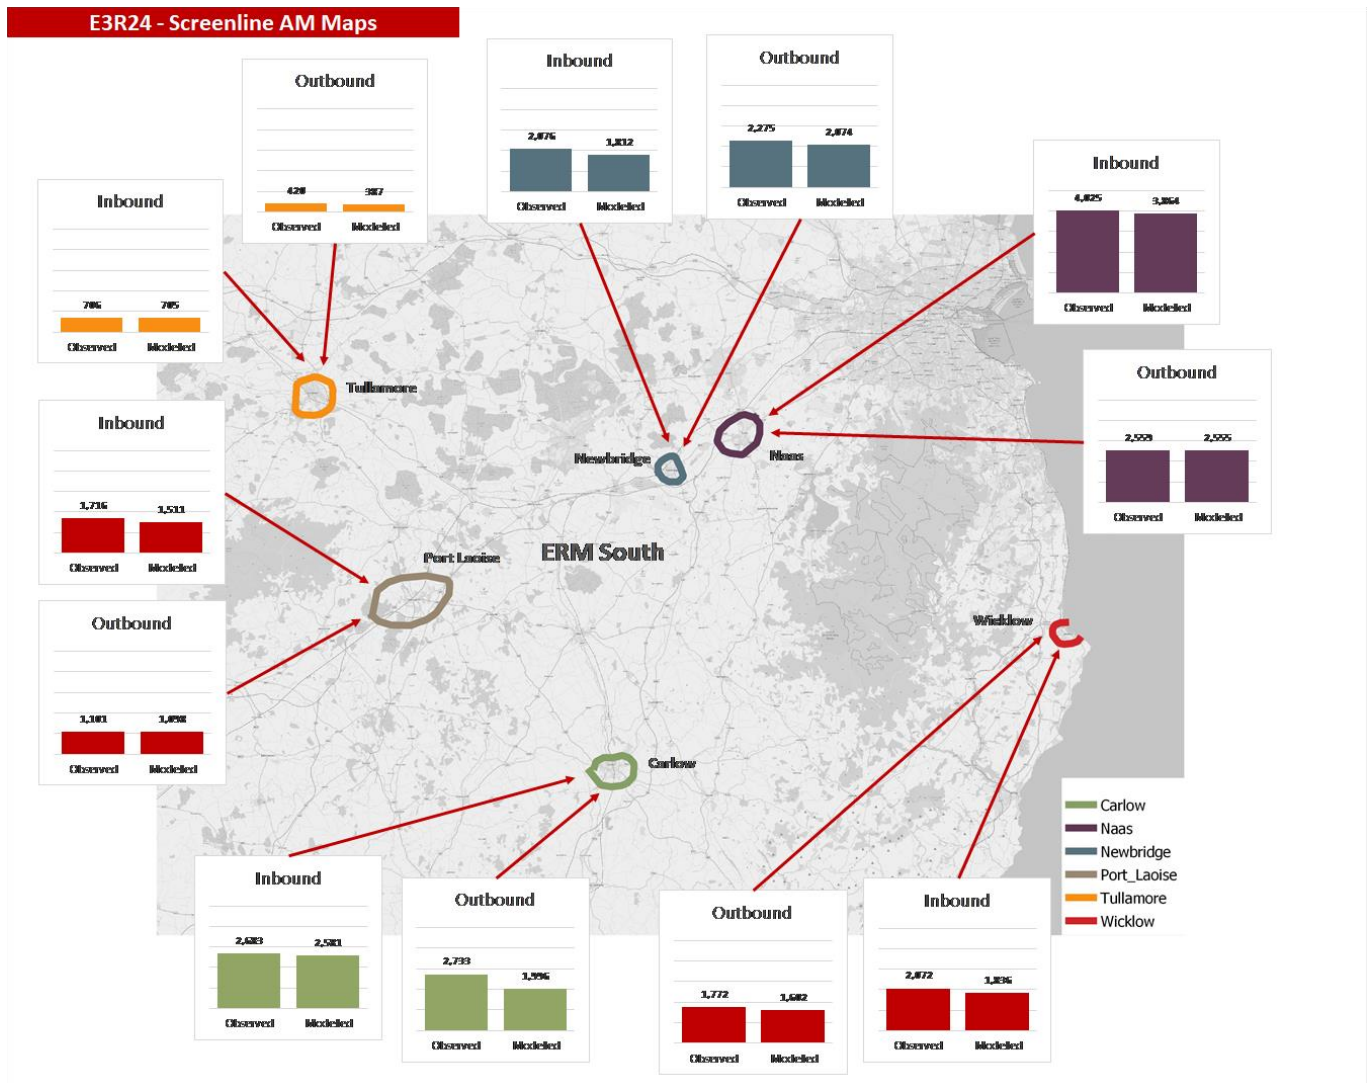 E3R24 - Screenline AM Maps
Outbound
420
387
Observed
Modelled
Inbound
2,076
1,812
Observed
Modelled
Outbound
2,275
2,074
Observed
Modelled
Inbound
4,025
3,864
Observed
Modelled
Inbound
706
705
Observed
Modelled
Outbound
2,559
2,555
Observed
Modelled
Tullamore
Newbridge
Naas
Inbound
1,716
1,511
Observed
Modelled
Port Laoise
ERM South
Outbound
1,101
1,098
Observed
Modelled
Wicklow
Carlow
Inbound
2,683
2,581
Observed
Modelled
Outbound
2,733
1,996
Observed
Modelled
Outbound
1,772
1,602
Observed
Modelled
Inbound
2,072
1,836
Observed
Modelled
Carlow
Naas
Newbridge
Port_Laoise
Tullamore
Wicklow